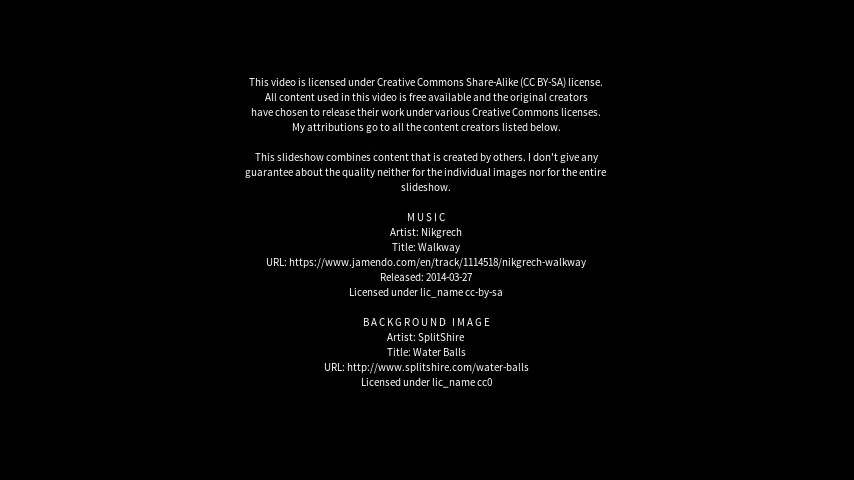 This video is licensed under Creative Commons Share-Alike (CC BY-SA) license.
All content used in this video is free available and the original creators
have chosen to release their work under various Creative Commons licenses.
My attributions go to all the content creators listed below.
This slideshow combines content that is created by others. I don't give any
guarantee about the quality neither for the individual images nor for the entire
slideshow.
MUSIC
Artist: Nikgrech
Title: Walkway
URL: https://www.jamendo.com/en/track/1114518/nikgrech-walkway
Released: 2014-03-27
Licensed under lic_name cc-by-sa
BACKGROUND IMAGE
Artist: SplitShire
Title: Water Balls
URL: http://www.splitshire.com/water-balls
Licensed under lic_name cc0